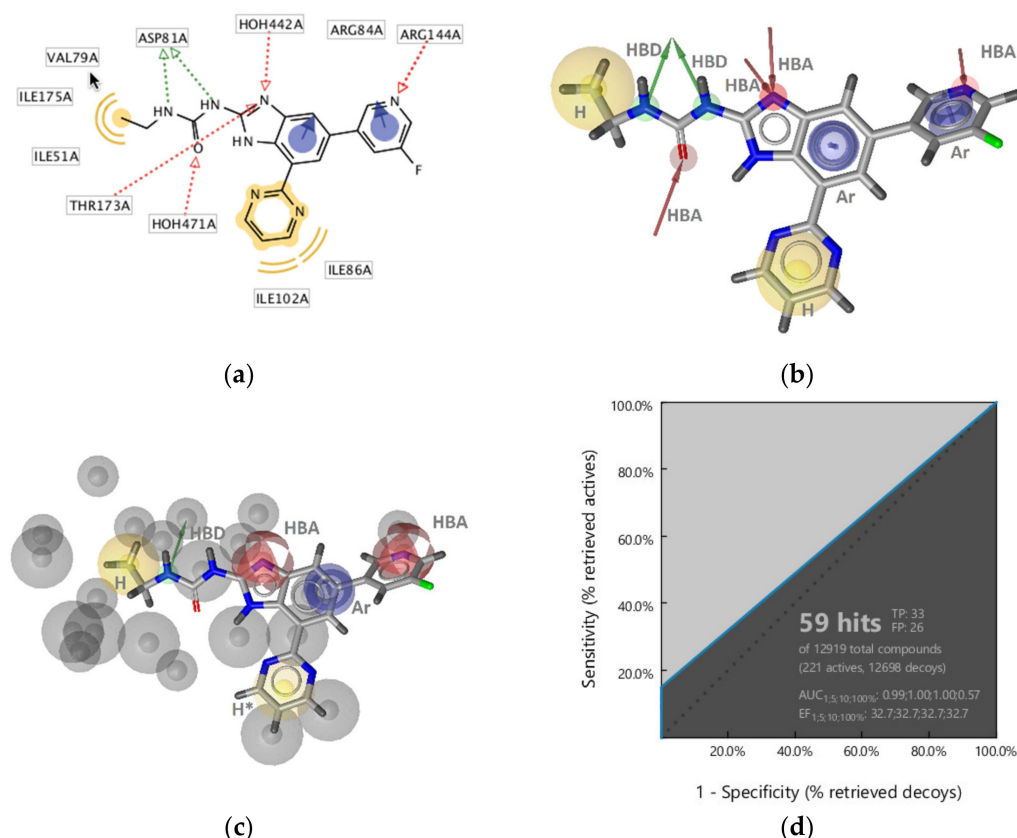 HOH442A
ARG84A
ARG144A
ASP81A
VAL79A
ILE175A
ILE51A
THR173A
HOH471A
ILE86A
ILE102A
HN
NH
N
HN
O
N
F
N
N
(a)
HBD
HBD
HBA
HBA
HBA
H
Ar
Ar
HBA
H
(b)
HBD
HBA
HBA
H
Ar
H*
(c)
100.0%
80.0%
60.0%
40.0%
20.0%
Sensitivity (% retrieved actives)
59 hits
TP: 33
FP: 26
of 12919 total compounds
(221 actives, 12698 decoys)
AUC1;5;10;100%: 0.99;1.00;1.00;0.57
EF1;5;10;100%: 32.7;32.7;32.7;32.7
20.0% 40.0% 60.0% 80.0% 100.0%
1 - Specificity (% retrieved decoys)
(d)